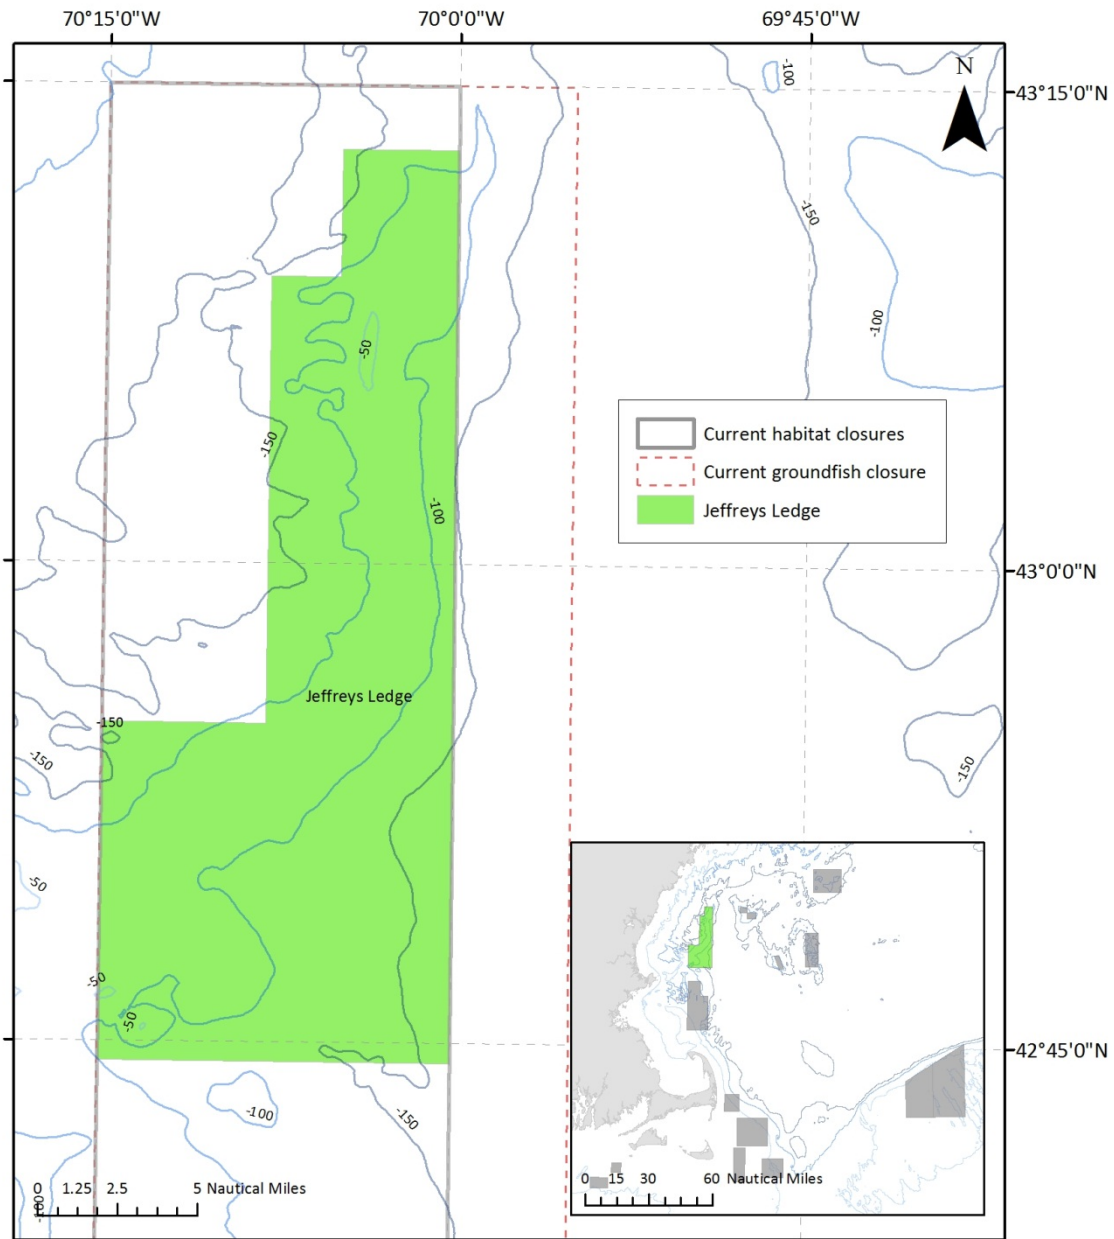 70°15'0"W
70°0'0"W
69°45'0"W
-100
N
43°15'0"N
-150
-100
-50
-150
Current habitat closures
Current groundfish closure
Jeffreys Ledge
-100
43°0'0"N
Jeffreys Ledge
-150
-150
-150
-50
-50
-50
42°45'0"N
-100
-150
0 1.25 2.5 5 Nautical Miles
-100
0 15 30 60 Nautical Miles